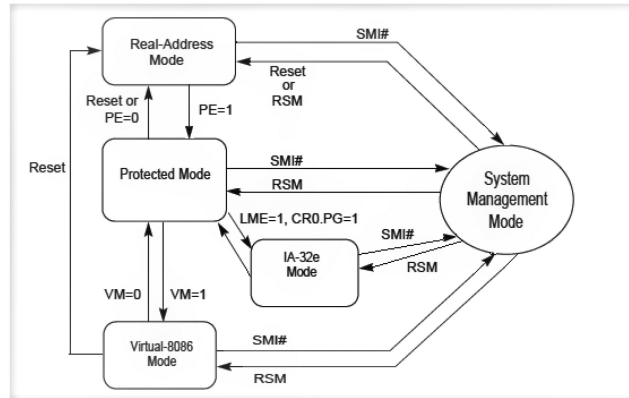 SMI#
Real-Address
Mode
Reset
or
RSM
Reset or
PE=0
PE=1
Reset
Protected Mode
SMI#
RSM
System
Management
Mode
LME=1, CR0.PG=1
SMI#
IA-32e
Mode
RSM
VM=0
VM=1
Virtual-8086
Mode
SMI#
RSM